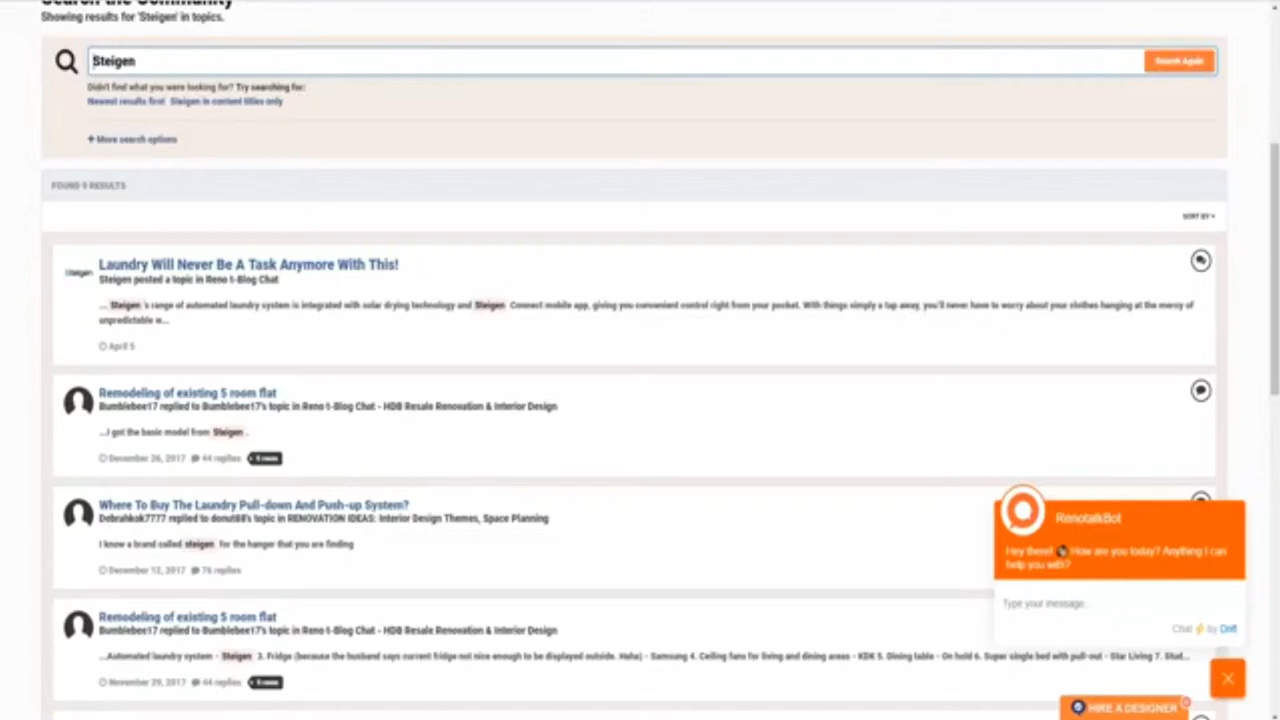 Search the Community
Showing results for 'Steigen' in topics.
Steigen
Search Again
Didn't find what you were looking for? Try searching for:
Newest results first Steigen in content titles only
+ More search options
FOUND 9 RESULTS
SORT BY
Steigen
Laundry Will Never Be A Task Anymore With This!
Steigen posted a topic in Reno t-Blog Chat
... Steigen 's range of automated laundry system is integrated with solar drying technology and Steigen Connect mobile app, giving you convenient control right from your pocket. With things simply a tap away, you'll never have to worry about your clothes hanging at the mercy of
unpredictable w...
April 5
Remodeling of existing 5 room flat
Bumblebee17 replied to Bumblebee17's topic in Reno t-Blog Chat - HDB Resale Renovation & Interior Design
...I got the basic model from Steigen .
December 26, 2017 44 replies 5 room
Where To Buy The Laundry Pull-down And Push-up System?
Debrahkok7777 replied to donut88's topic in RENOVATION IDEAS: Interior Design Themes, Space Planning
I know a brand called steigen for the hanger that you are finding
December 12, 2017 76 replies
Remodeling of existing 5 room flat
Bumblebee17 replied to Bumblebee17's topic in Reno t-Blog Chat - HDB Resale Renovation & Interior Design
...Automated laundry system - Steigen 3. Fridge (because the husband says current fridge not nice enough to be displayed outside. Haha) - Samsung 4. Ceiling fans for living and dining areas - KDK 5. Dining table - On hold 6. Super single bed with pull-out - Star Living 7. Stud...
November 29, 2017 44 replies 5 room
RenotalkBot
Hey there! How are you today? Anything I can
help you with?
Type your message.
Chat by Drift
HIRE A DESIGNER